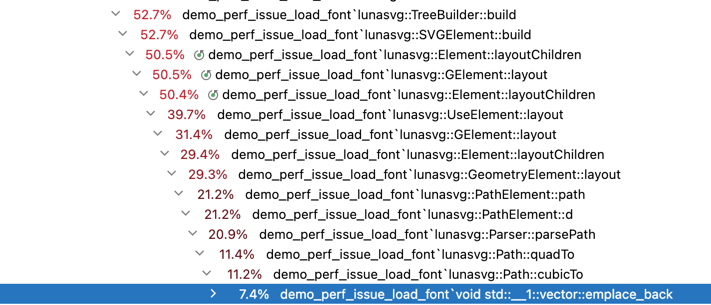 52.7% demo_perf_issue_load_font`lunasvg::TreeBuilder::build
52.7% demo_perf_issue_load_font`lunasvg::SVGElement::build
50.5% demo_perf_issue_load_font`lunasvg::Element::layoutChildren
50.5% demo_perf_issue_load_font`lunasvg::GElement::layout
50.4% demo_perf_issue_load_font`lunasvg::Element::layoutChildren
39.7% demo_perf_issue_load_font`lunasvg::UseElement::layout
31.4% demo_perf_issue_load_font`lunasvg::GElement::layout
29.4% demo_perf_issue_load_font`lunasvg::Element::layoutChildren
29.3% demo_perf_issue_load_font`lunasvg::GeometryElement::layout
21.2% demo_perf_issue_load_font`lunasvg::PathElement::path
21.2% demo_perf_issue_load_font`lunasvg::PathElement::d
20.9% demo_perf_issue_load_font`lunasvg::Parser::parsePath
11.4% demo_perf_issue_load_font`lunasvg::Path::quadTo
11.2% demo_perf_issue_load_font`lunasvg::Path::cubicTo
7.4% demo_perf_issue_load_font`void std::__1::vector::emplace_back